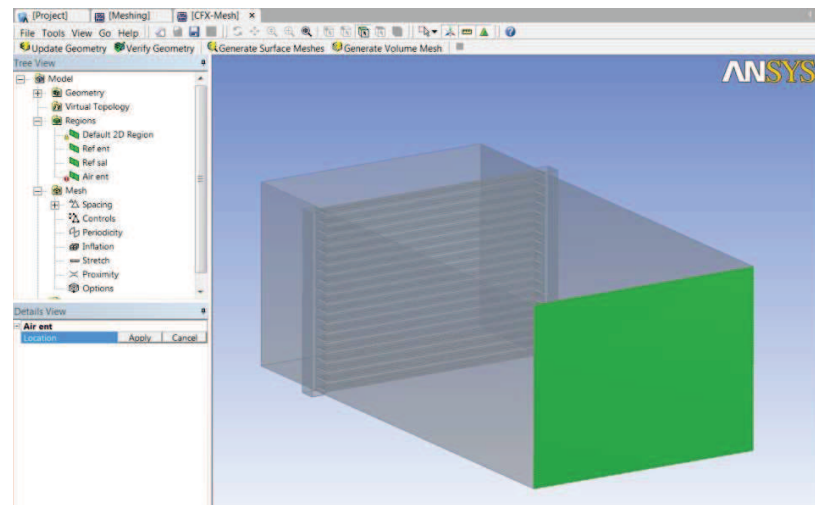 [Project] [Meshing] [CFX-Mesh] ×
File Tools View Go Help
Update Geometry Verify Geometry Generate Surface Meshes Generate Volume Mesh
Tree View
ANSYS
Model
Geometry
Virtual Topology
Regions
Default 2D Region
Ref ent
Ref sal
Air ent
Mesh
Spacing
Controls
Periodicity
Inflation
Stretch
Proximity
Options
Details View
Air ent
Location Apply Cancel